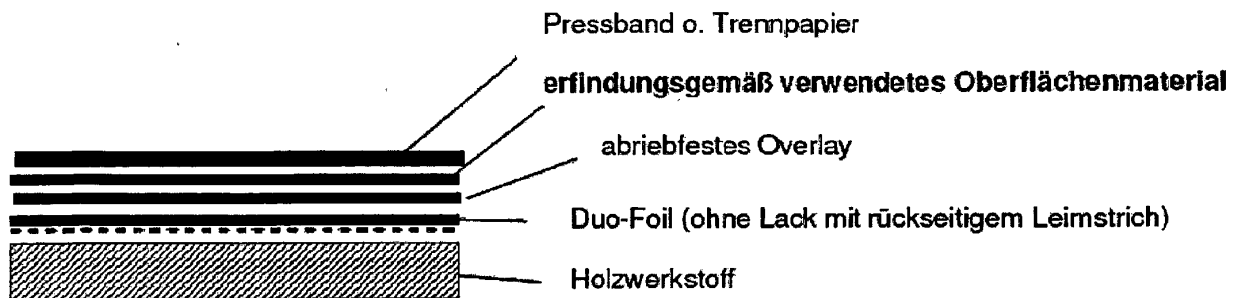 Pressband o. Trennpapier
erfindungsgemäß verwendetes Oberflächenmaterial
abriebfestes Overlay
Duo-Foil (ohne Lack mit rückseitigem Leimstrich)
Holzwerkstoff